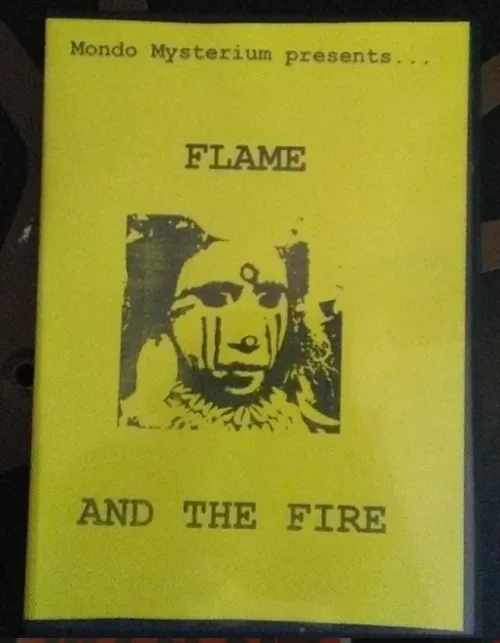 Mondo Mysterium presents...
FLAME
AND THE FIRE